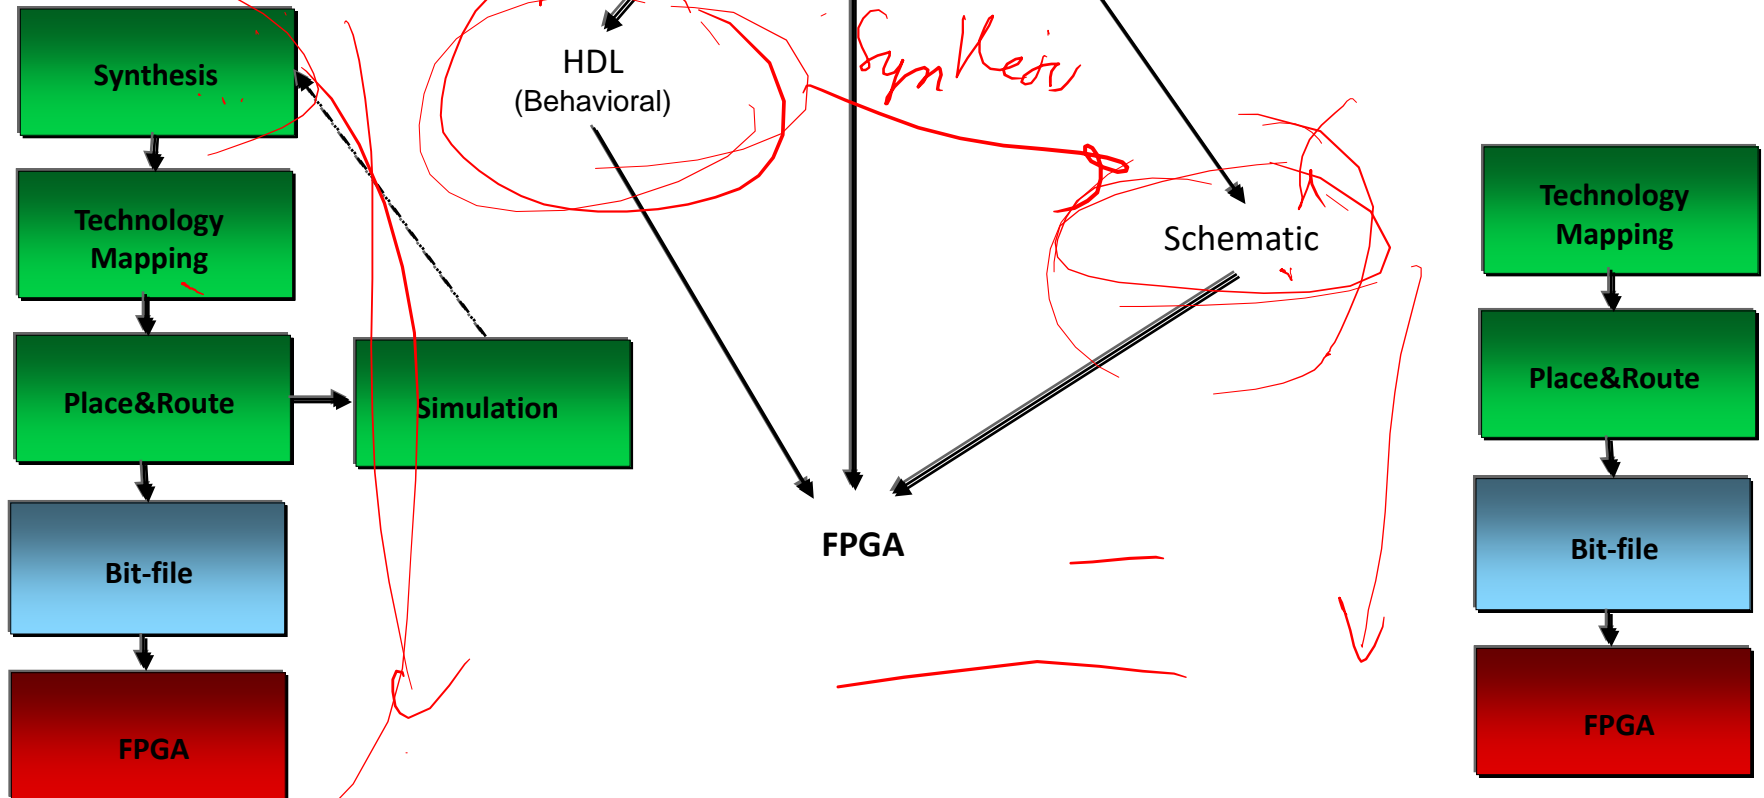 Synthesis
Technology
Mapping
Place&Route
Simulation
Bit-file
FPGA
HDL
(Behavioral)
Synthesis
Schematic
FPGA
Technology
Mapping
Place&Route
Bit-file
FPGA